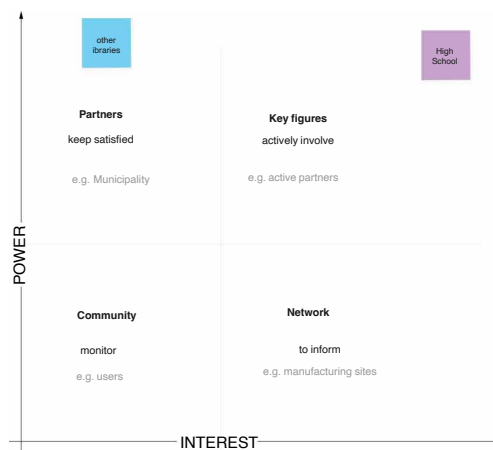 other
ibraries
High
School
Partners
keep satisfied
e.g. Municipality
Key figures
actively involve
e.g. active partners
POWER
Community
monitor
e.g. users
Network
to inform
e.g. manufacturing sites
INTEREST